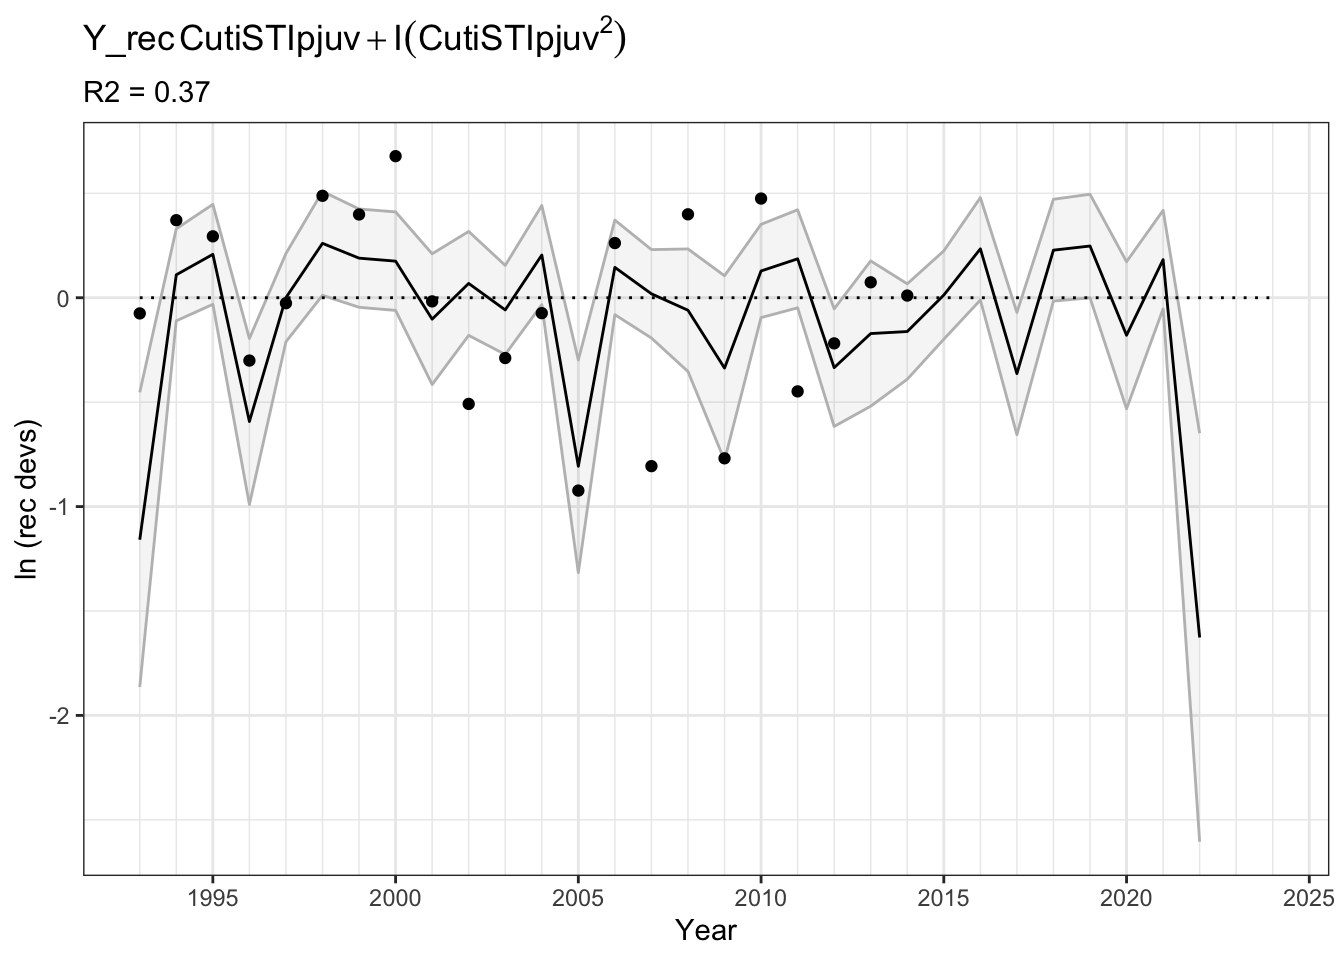 Y_rec CutiSTIpjuv + I(CutiSTIpjuv²)
R2 = 0.37
ln (rec devs)
0
-1
-2
1995 2000 2005 2010 2015 2020 2025
Year